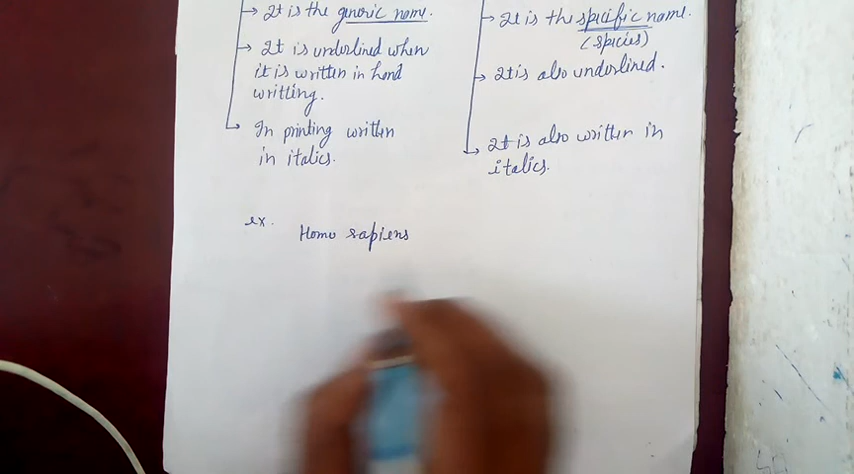 → It is the generic name.
→ It is underlined when
it is written in hand
writting.
→ In printing written
in italics.
→ It is the specific name.
(species)
→ It is also underlined.
→ It is also written in
italics.
ex.
Homo sapiens